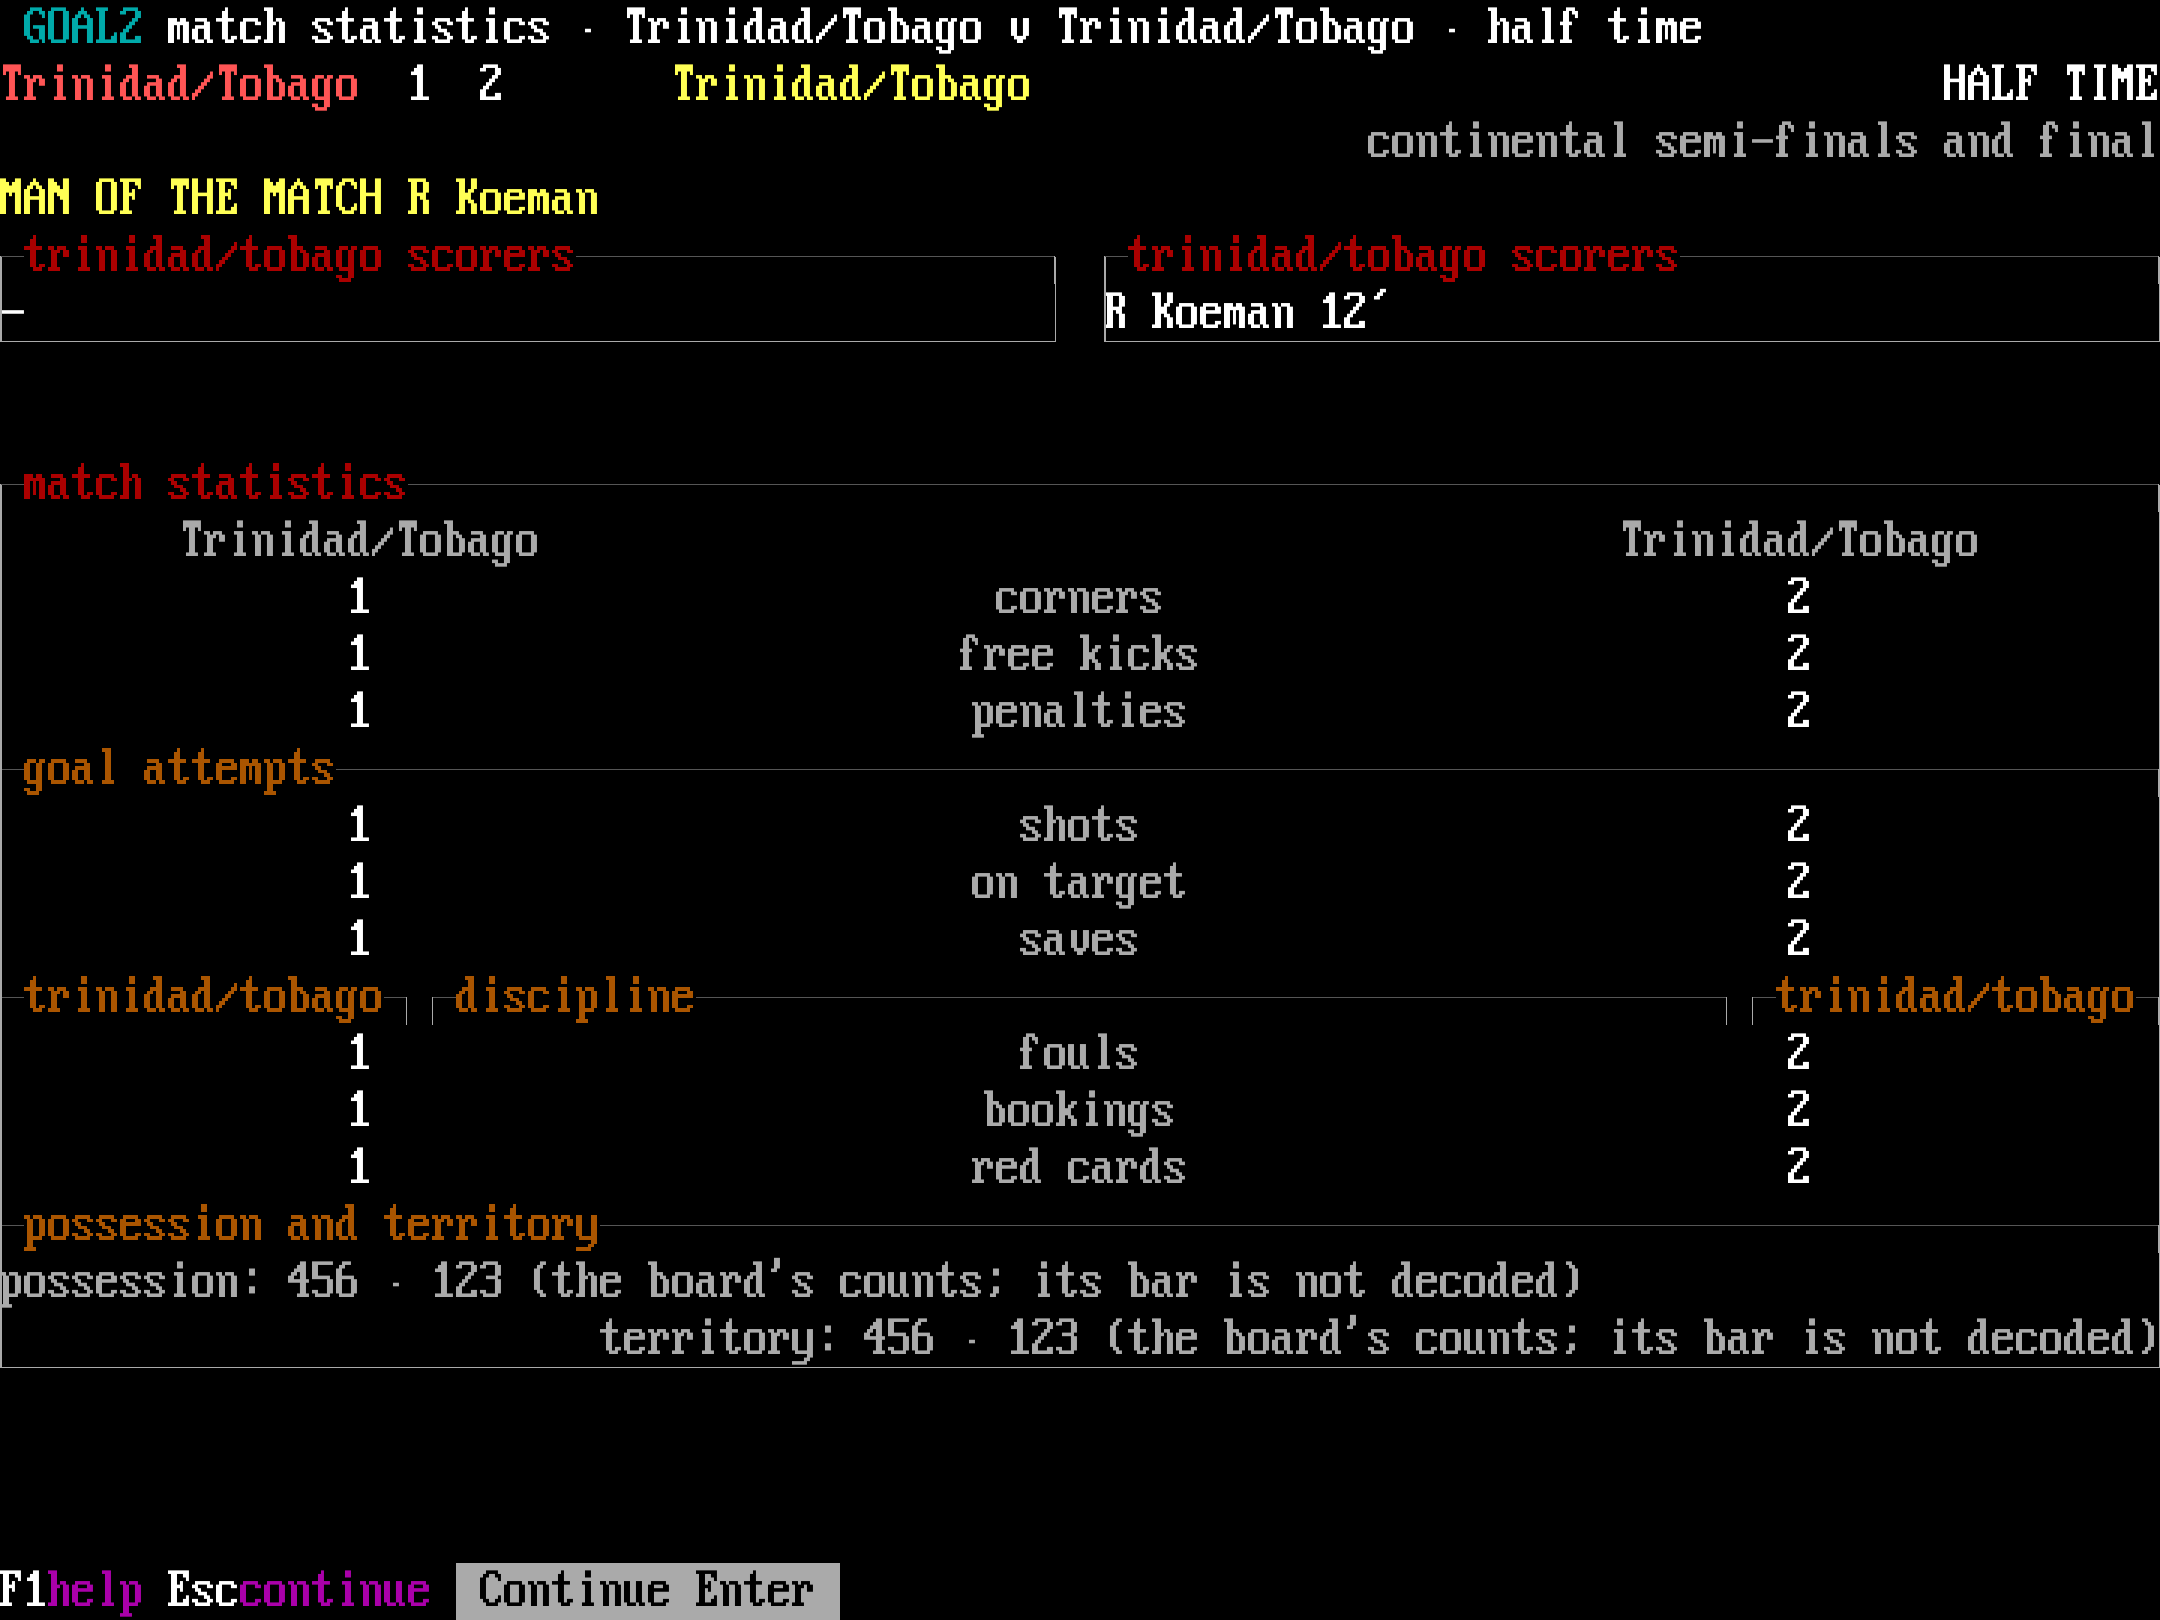 GOAL2 match statistics · Trinidad/Tobago v Trinidad/Tobago · half time
Trinidad/Tobago 1 2 Trinidad/Tobago HALF TIME
continental semi-finals and final
MAN OF THE MATCH R Koeman
trinidad/tobago scorers trinidad/tobago scorers
– R Koeman 12′
match statistics
Trinidad/Tobago Trinidad/Tobago
1 corners 2
1 free kicks 2
1 penalties 2
goal attempts
1 shots 2
1 on target 2
1 saves 2
trinidad/tobago discipline trinidad/tobago
1 fouls 2
1 bookings 2
1 red cards 2
possession and territory
possession: 456 · 123 (the board's counts; its bar is not decoded)
territory: 456 · 123 (the board's counts; its bar is not decoded)
F1help Esccontinue Continue Enter